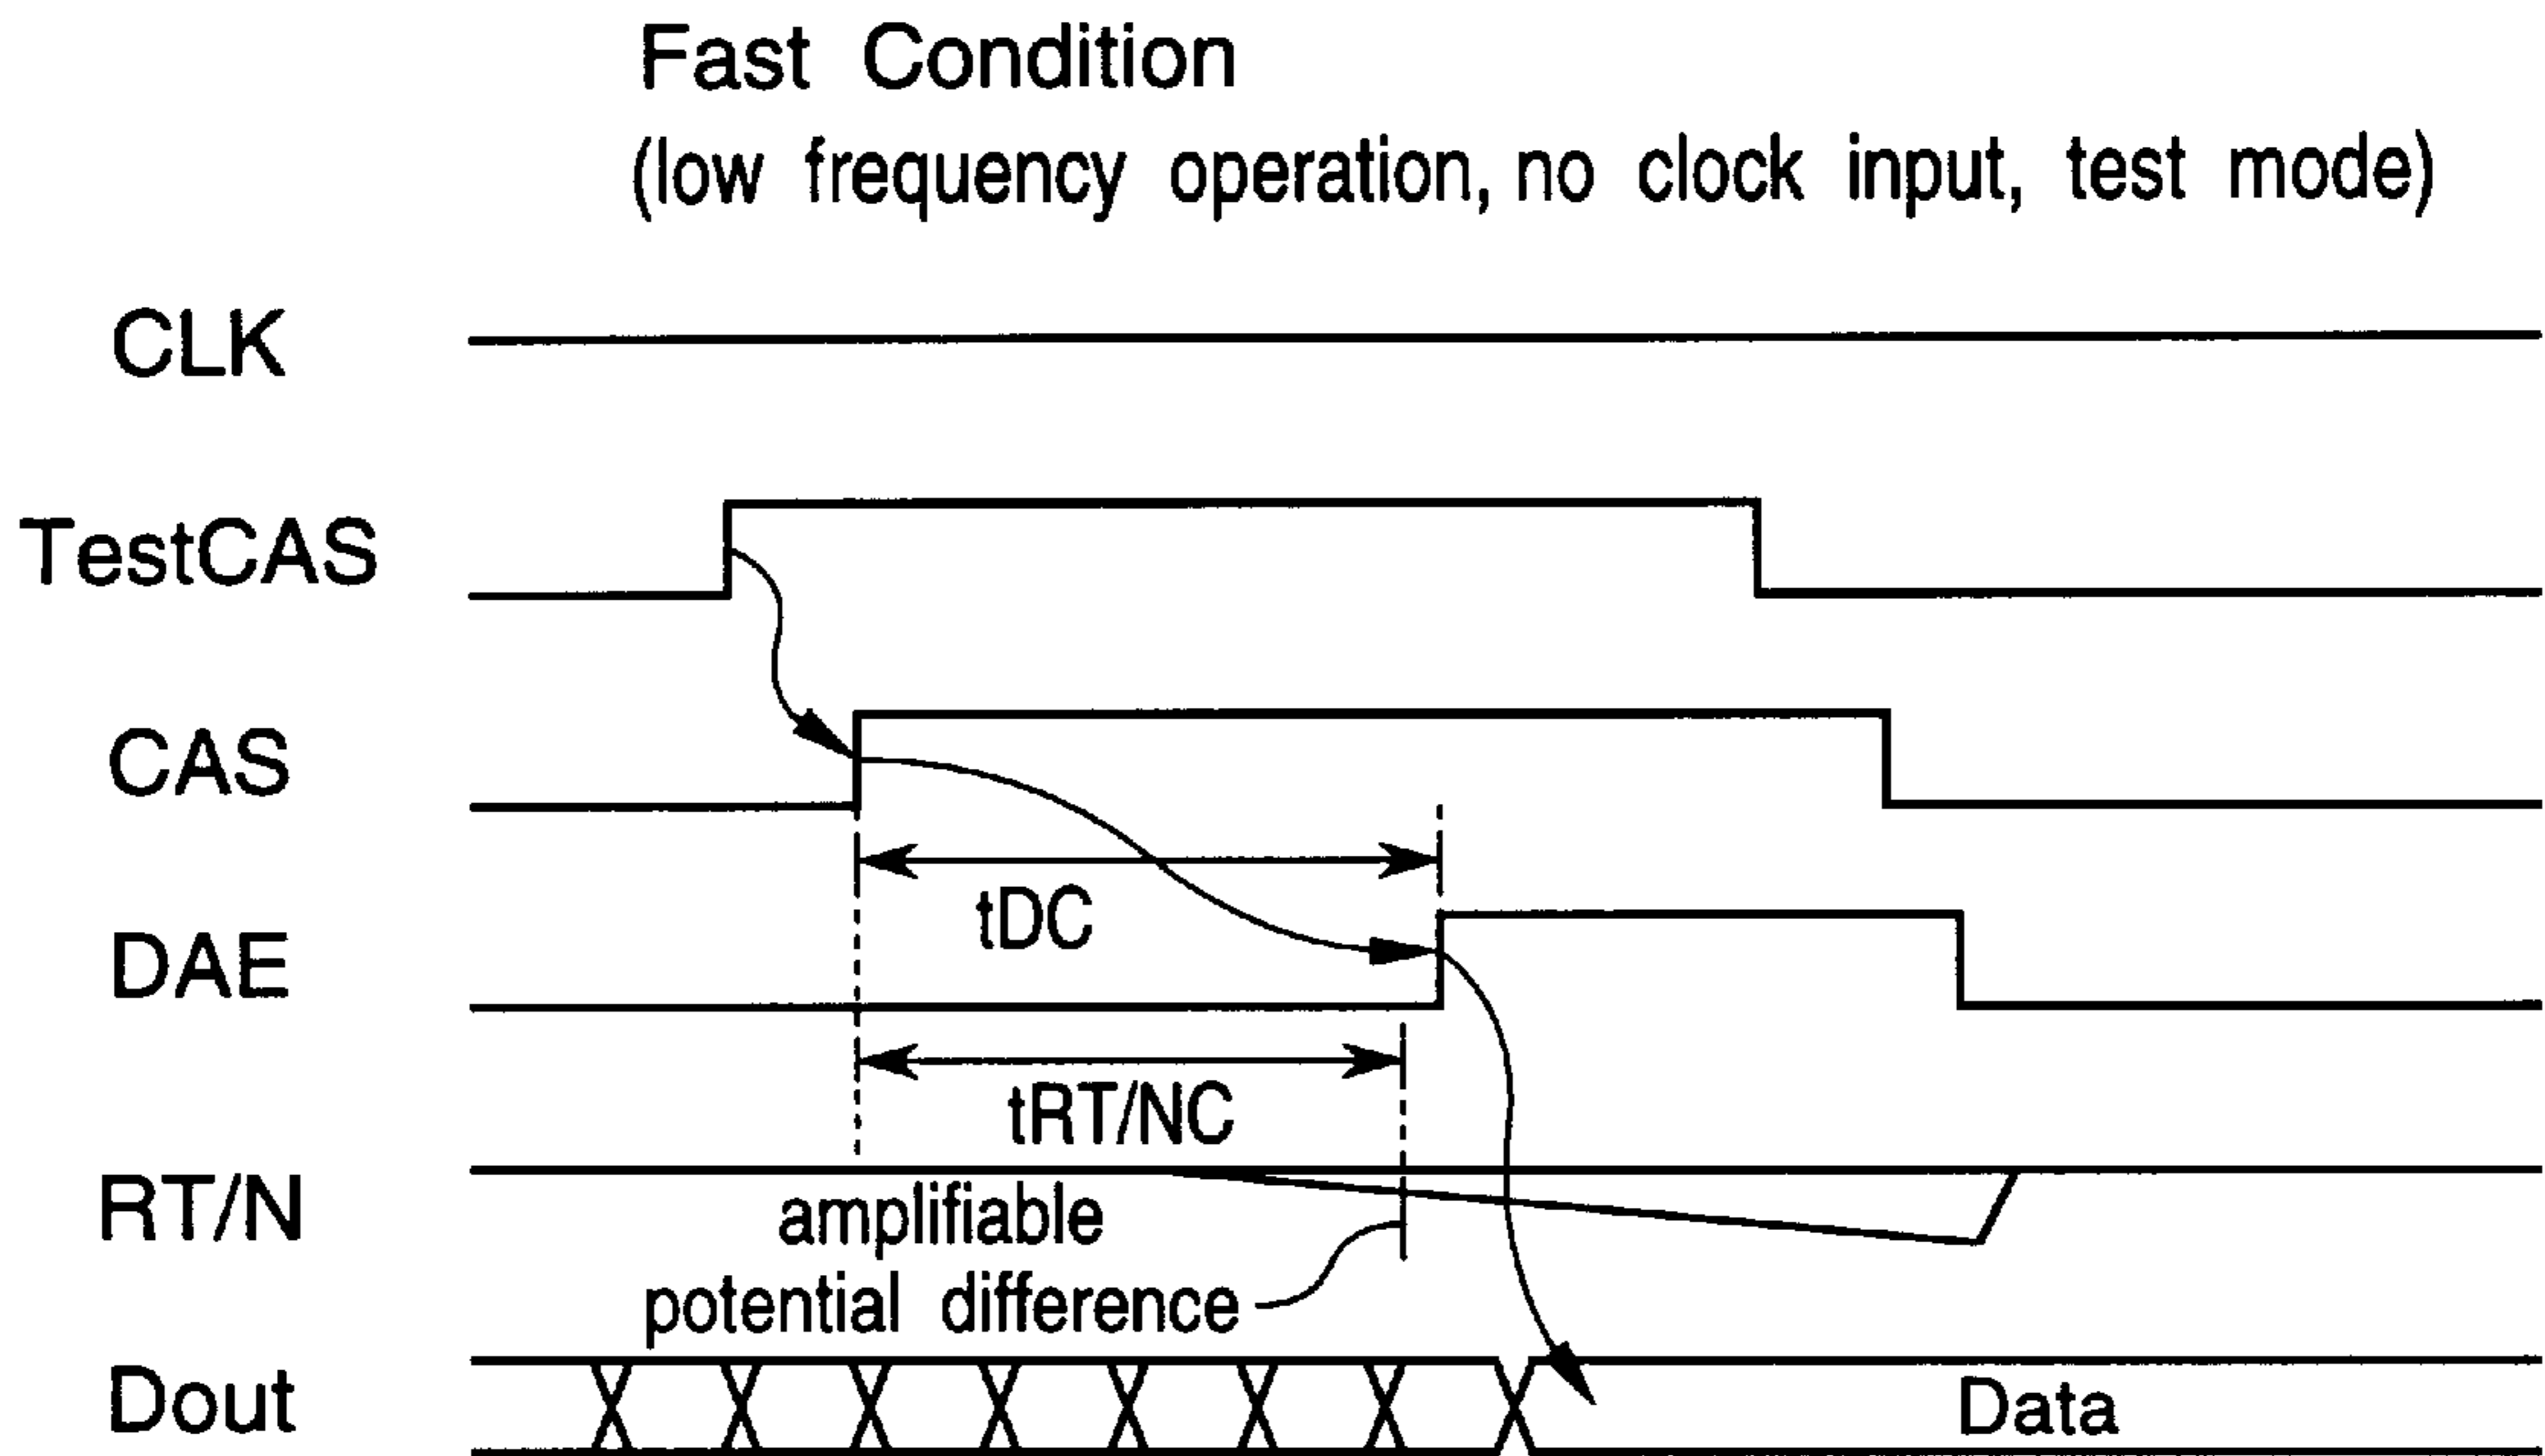 Fast Condition
(low frequency operation, no clock input, test mode)
CLK
TestCAS
CAS
tDC
DAE
tRT/NC
RT/N
amplifiable
potential difference
Dout
Data